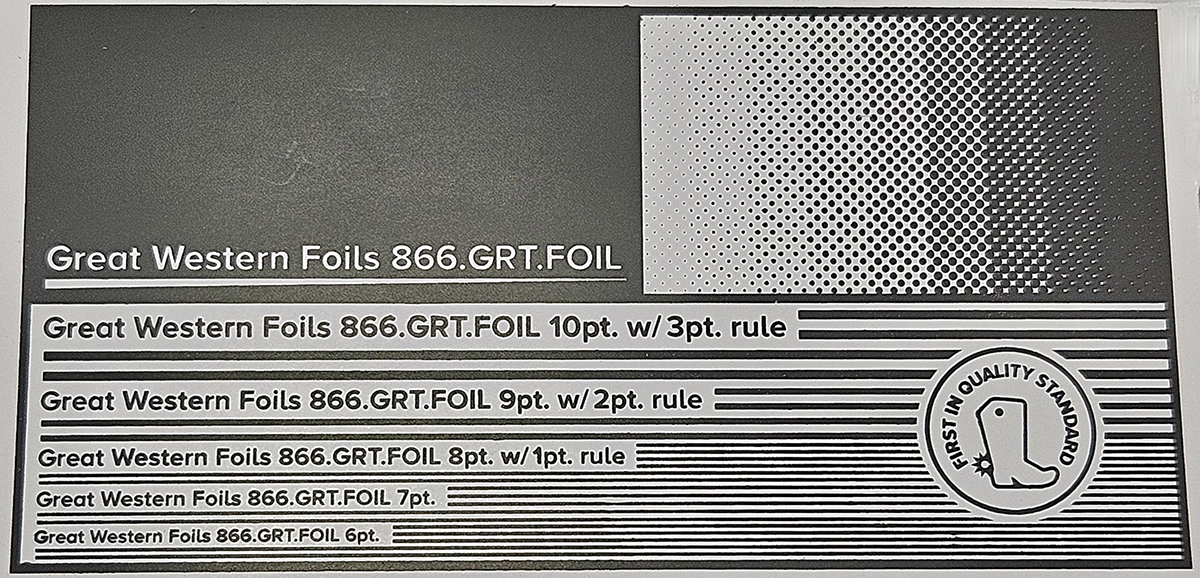 Great Western Foils 866.GRT.FOIL
Great Western Foils 866.GRT.FOIL 10pt. w/3pt. rule
Great Western Foils 866.GRT.FOIL 9pt. w/2pt. rule
Great Western Foils 866.GRT.FOIL 8pt. w/1pt. rule
Great Western Foils 866.GRT.FOIL 7pt.
Great Western Foils 866.GRT.FOIL 6pt.
FIRST IN QUALITY STANDARD